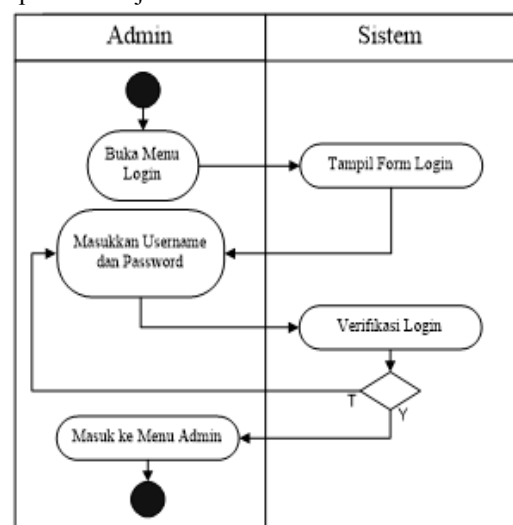 Admin
Sistem
Buka Menu
Login
Tampil Form Login
Masukkan Username
dan Password
Verifikasi Login
T
Y
Masuk ke Menu Admin